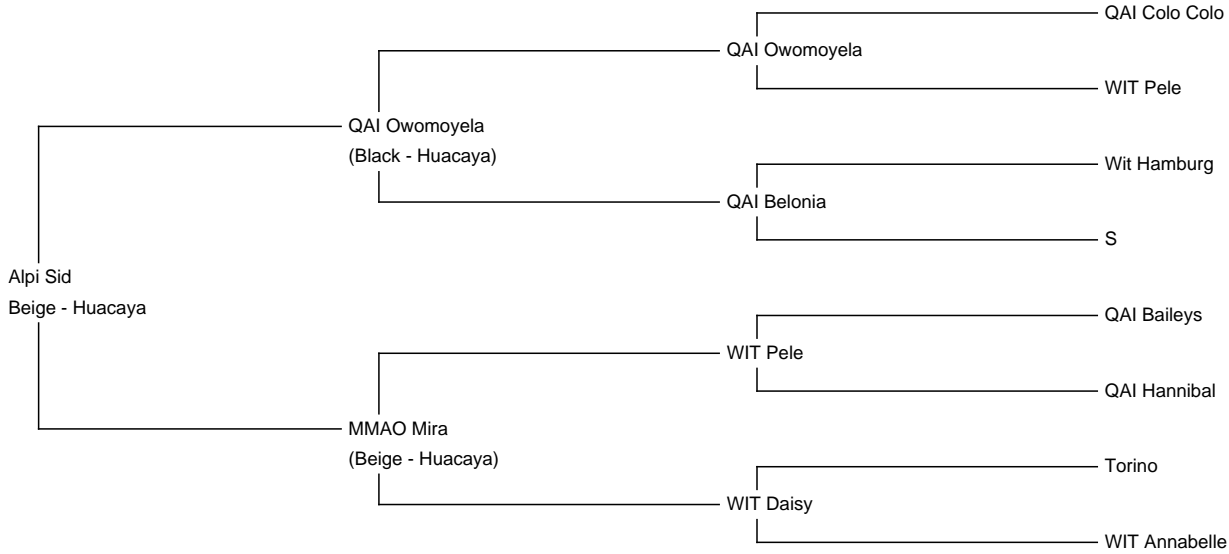 QAI Colo Colo
QAI Owomoyela
WIT Pele
QAI Owomoyela
(Black - Huacaya)
Wit Hamburg
QAI Belonia
S
Alpi Sid
Beige - Huacaya
QAI Baileys
WIT Pele
QAI Hannibal
MMAO Mira
(Beige - Huacaya)
Torino
WIT Daisy
WIT Annabelle